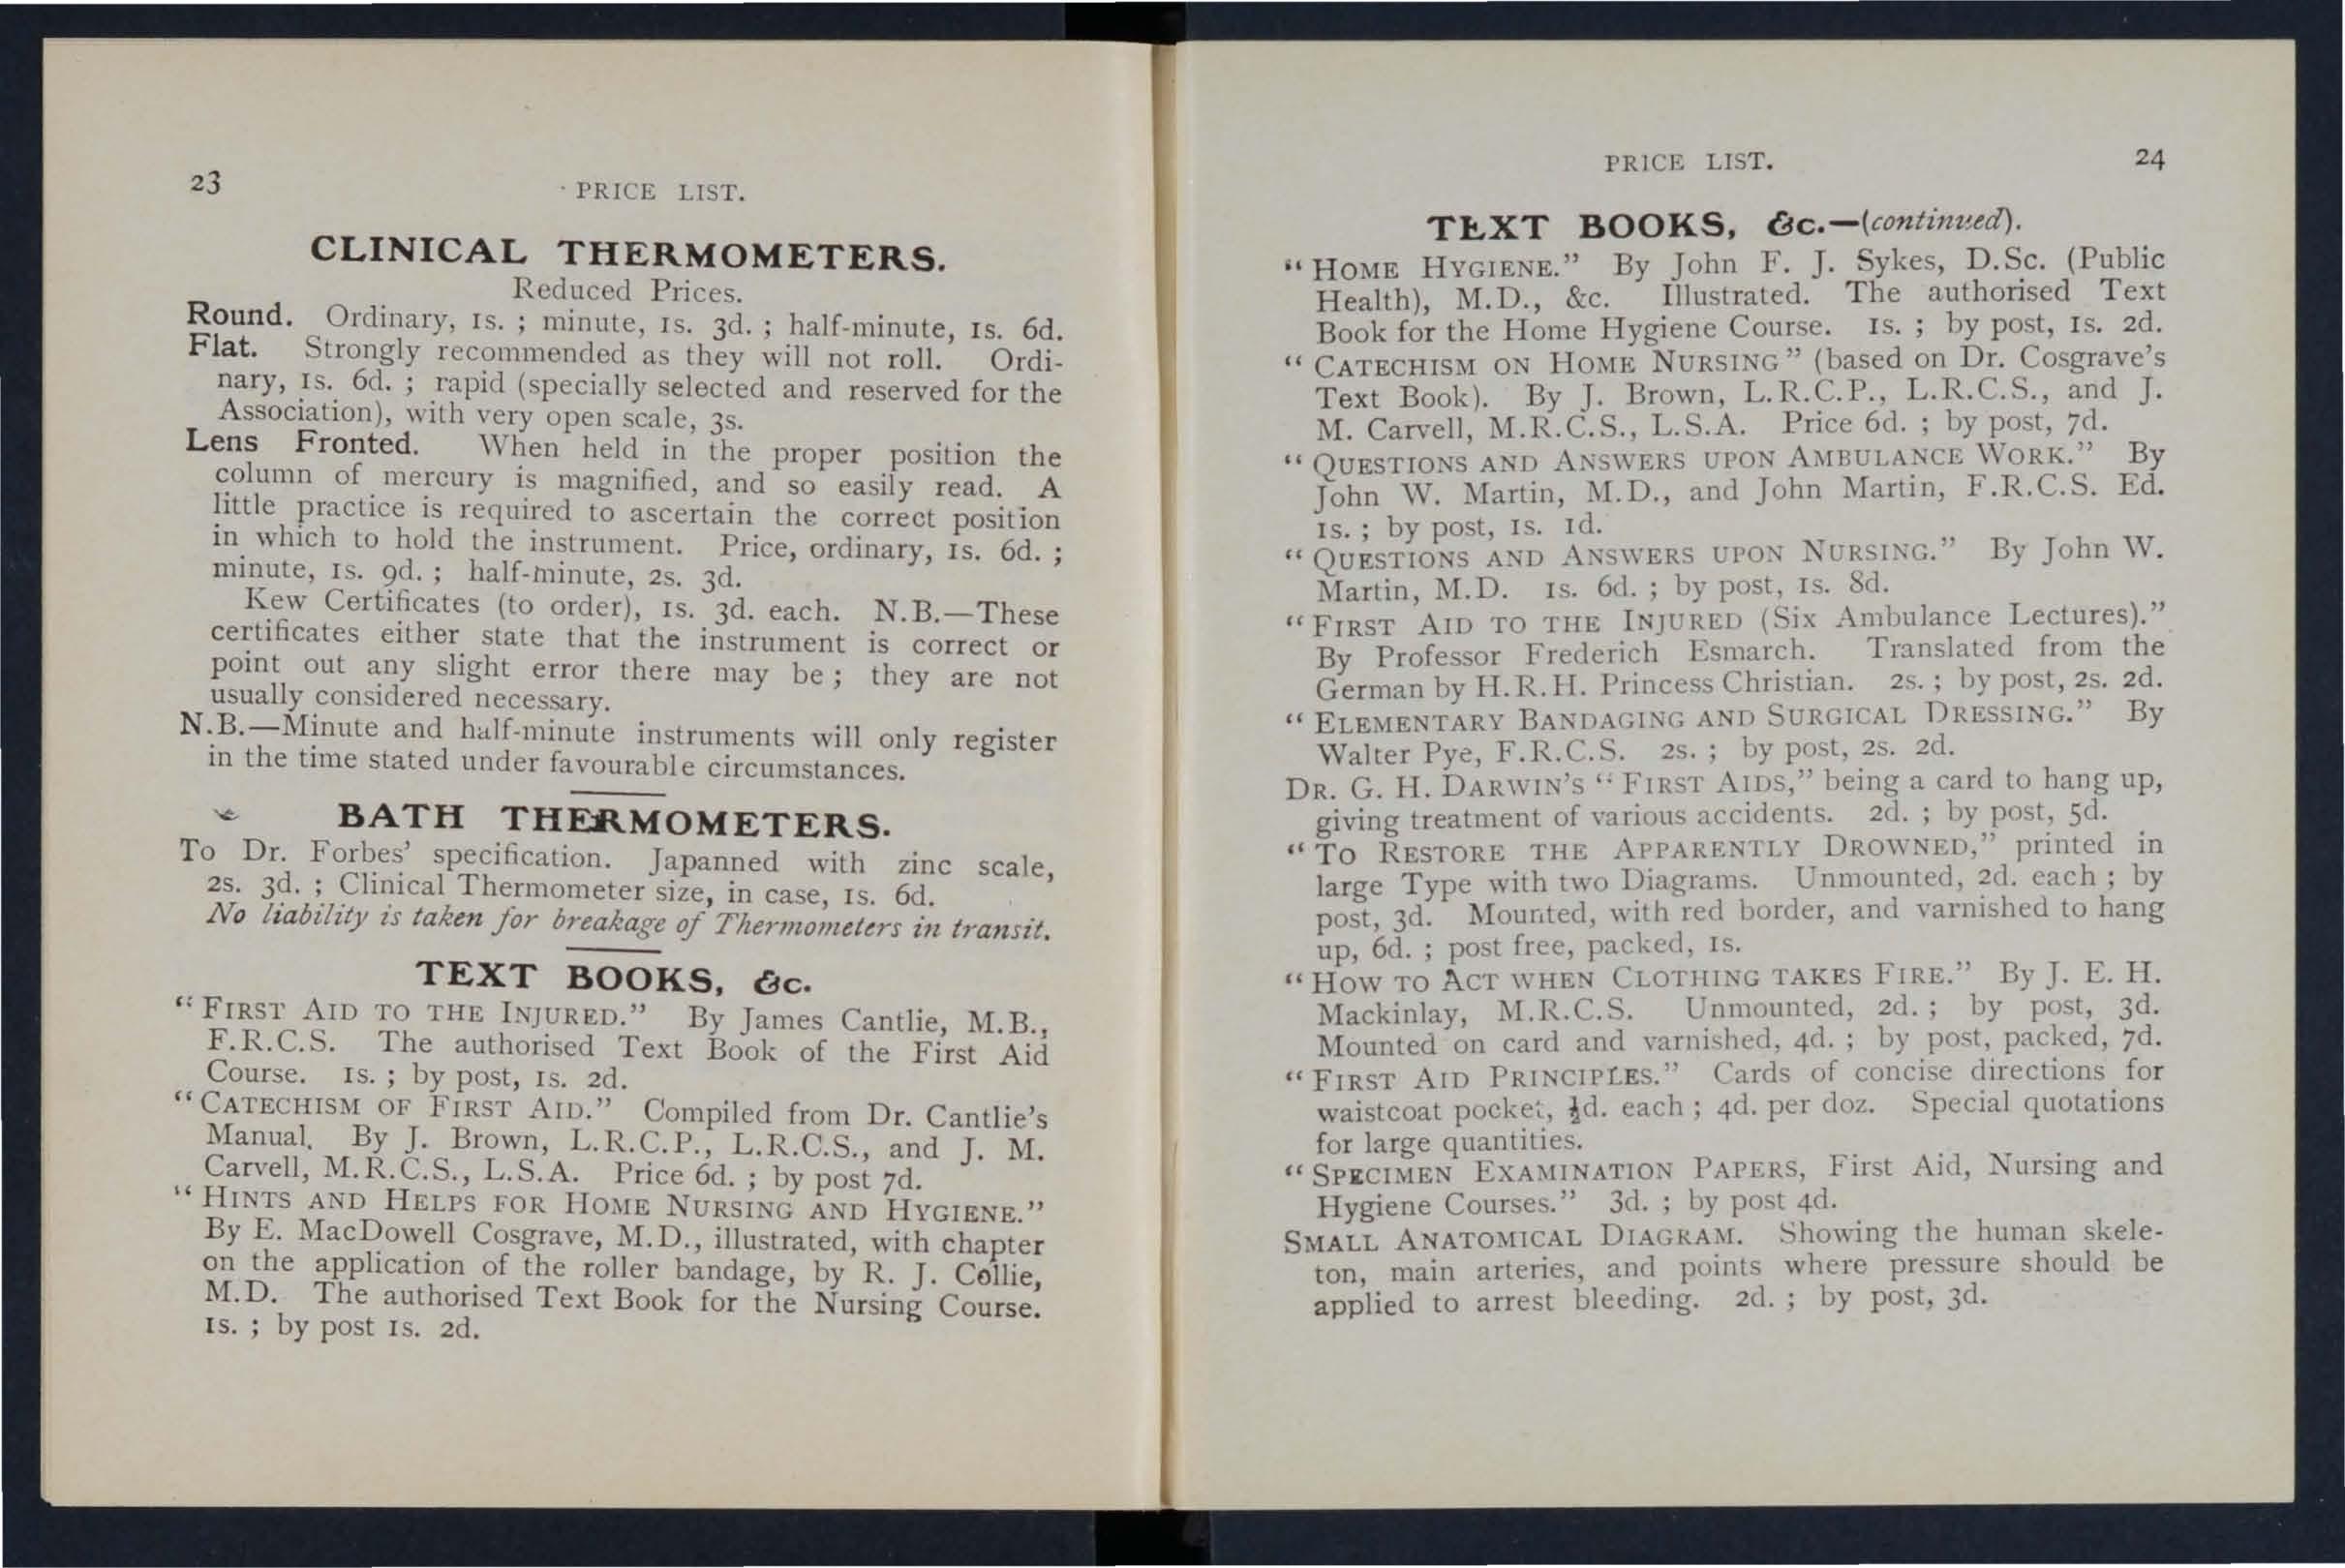 23
PRICE LIST.
CLINICAL THERMOMETERS.
Reduced Prices.
Round. Ordinary, 1s. ; minute, 1s. 3d. ; half-minute, 1s. 6d.
Flat. Strongly recommended as they will not roll. Ordi-
nary, 1s. 6d. ; rapid (specially selected and reserved for the
Association), with very open scale, 3s.
Lens Fronted. When held in the proper position the
column of mercury is magnified, and so easily read. A
little practice is required to ascertain the correct position
in which to hold the instrument. Price, ordinary, 1s. 6d. ;
minute, 1s. 9d. ; half-minute, 2s. 3d.
Kew Certificates (to order), 1s. 3d. each. N.B.—These
certificates either state that the instrument is correct or
point out any slight error there may be ; they are not
usually considered necessary.
N.B.—Minute and half-minute instruments will only register
in the time stated under favourable circumstances.
BATH THERMOMETERS.
To Dr. Forbes' specification. Japanned with zinc scale,
2s. 3d. ; Clinical Thermometer size, in case, 1s. 6d.
No liability is taken for breakage of Thermometers in transit.
TEXT BOOKS, &c.
"FIRST AID TO THE INJURED." By James Cantlie, M.B.,
F.R.C.S. The authorised Text Book of the First Aid
Course. 1s. ; by post, 1s. 2d.
"CATECHISM OF FIRST AID." Compiled from Dr. Cantlie's
Manual. By J. Brown, L.R.C.P., L.R.C.S., and J. M.
Carvell, M.R.C.S., L.S.A. Price 6d. ; by post 7d.
"HINTS AND HELPS FOR HOME NURSING AND HYGIENE."
By E. MacDowell Cosgrave, M.D., illustrated, with chapter
on the application of the roller bandage, by R. J. Collie,
M.D. The authorised Text Book for the Nursing Course.
1s. ; by post 1s. 2d.
PRICE LIST.
24
TEXT BOOKS, &c.—(continued).
"HOME HYGIENE." By John F. J. Sykes, D.Sc. (Public
Health), M.D., &c. Illustrated. The authorised Text
Book for the Home Hygiene Course. 1s. ; by post, 1s. 2d.
"CATECHISM ON HOME NURSING" (based on Dr. Cosgrave's
Text Book). By J. Brown, L.R.C.P., L.R.C.S., and J.
M. Carvell, M.R.C.S., L.S.A. Price 6d. ; by post, 7d.
"QUESTIONS AND ANSWERS UPON AMBULANCE WORK." By
John W. Martin, M.D., and John Martin, F.R.C.S. Ed.
1s. ; by post, 1s. 1d.
"QUESTIONS AND ANSWERS UPON NURSING." By John W.
Martin, M.D. 1s. 6d. ; by post, 1s. 8d.
"FIRST AID TO THE INJURED (Six Ambulance Lectures)."
By Professor Frederich Esmarch. Translated from the
German by H.R.H. Princess Christian. 2s. ; by post, 2s. 2d.
"ELEMENTARY BANDAGING AND SURGICAL DRESSING." By
Walter Pye, F.R.C.S. 2s. ; by post, 2s. 2d.
DR. G. H. DARWIN'S "FIRST AIDS," being a card to hang up,
giving treatment of various accidents. 2d. ; by post, 5d.
"TO RESTORE THE APPARENTLY DROWNED," printed in
large Type with two Diagrams. Unmounted, 2d. each ; by
post, 3d. Mounted, with red border, and varnished to hang
up, 6d. ; post free, packed, 1s.
"HOW TO ACT WHEN CLOTHING TAKES FIRE." By J. E. H.
Mackinlay, M.R.C.S. Unmounted, 2d. ; by post, 3d.
Mounted on card and varnished, 4d. ; by post, packed, 7d.
"FIRST AID PRINCIPLES." Cards of concise directions for
waistcoat pocket, ½d. each ; 4d. per doz. Special quotations
for large quantities.
"SPECIMEN EXAMINATION PAPERS, First Aid, Nursing and
Hygiene Courses." 3d. ; by post 4d.
SMALL ANATOMICAL DIAGRAM. Showing the human skele-
ton, main arteries, and points where pressure should be
applied to arrest bleeding. 2d. ; by post, 3d.